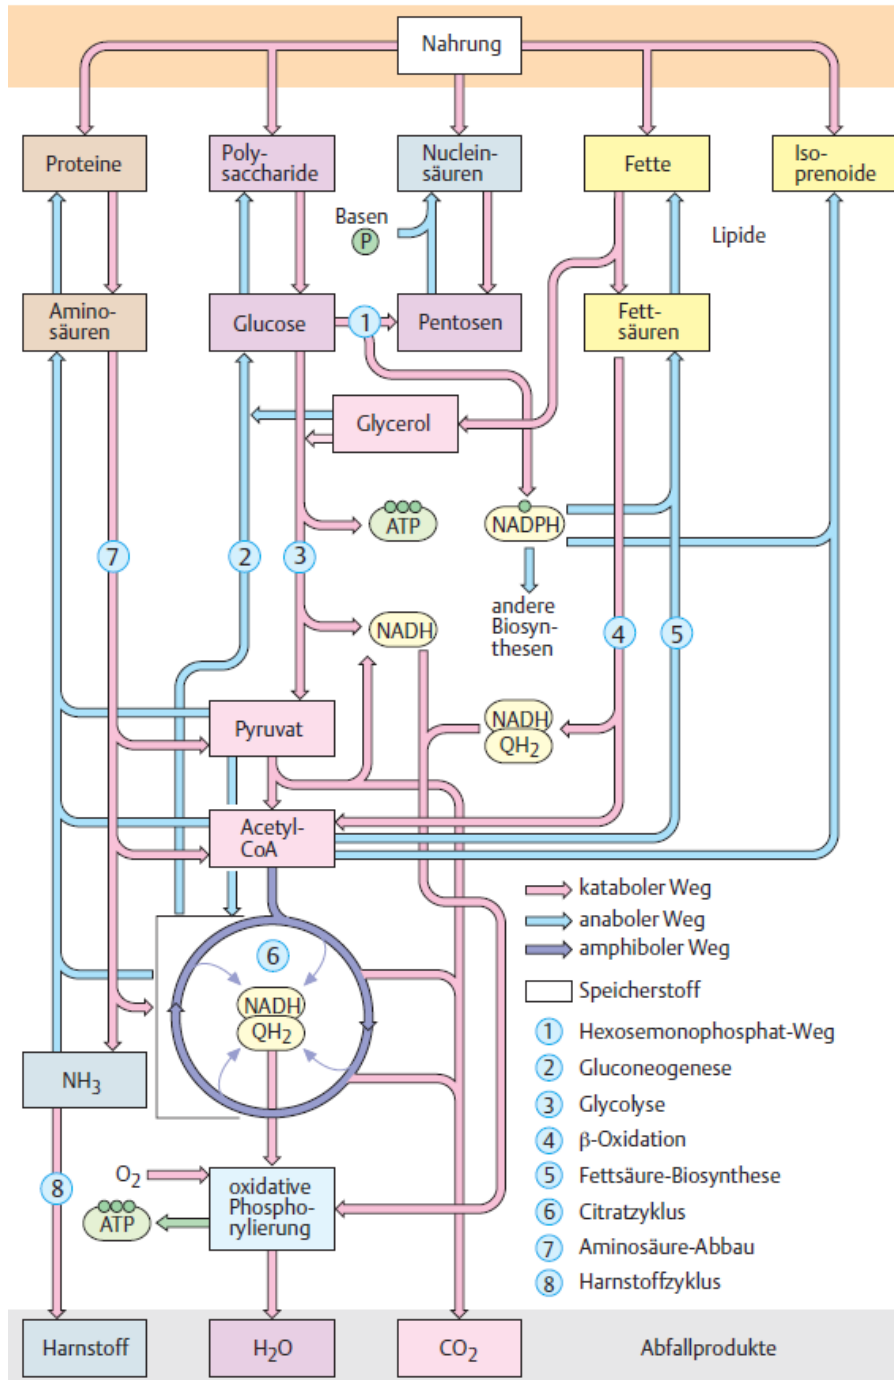 Nahrung
Proteine
Poly-
saccharide
Nuclein-
säuren
Fette
Iso-
prenoide
Basen
P
Lipide
Amino-
säuren
Glucose
1
Pentosen
Fett-
säuren
Glycerol
ATP
NADPH
7
2
3
andere
Biosyn-
thesen
NADH
4
5
Pyruvat
NADH
QH2
Acetyl-
CoA
kataboler Weg
anaboler Weg
amphiboler Weg
6
NADH
QH2
Speicherstoff
1 Hexosemonophosphat-Weg
2 Gluconeogenese
3 Glycolyse
4 β-Oxidation
5 Fettsäure-Biosynthese
6 Citratzyklus
7 Aminosäure-Abbau
8 Harnstoffzyklus
NH3
8
O2
ATP
oxidative
Phospho-
rylierung
Harnstoff
H2O
CO2
Abfallprodukte